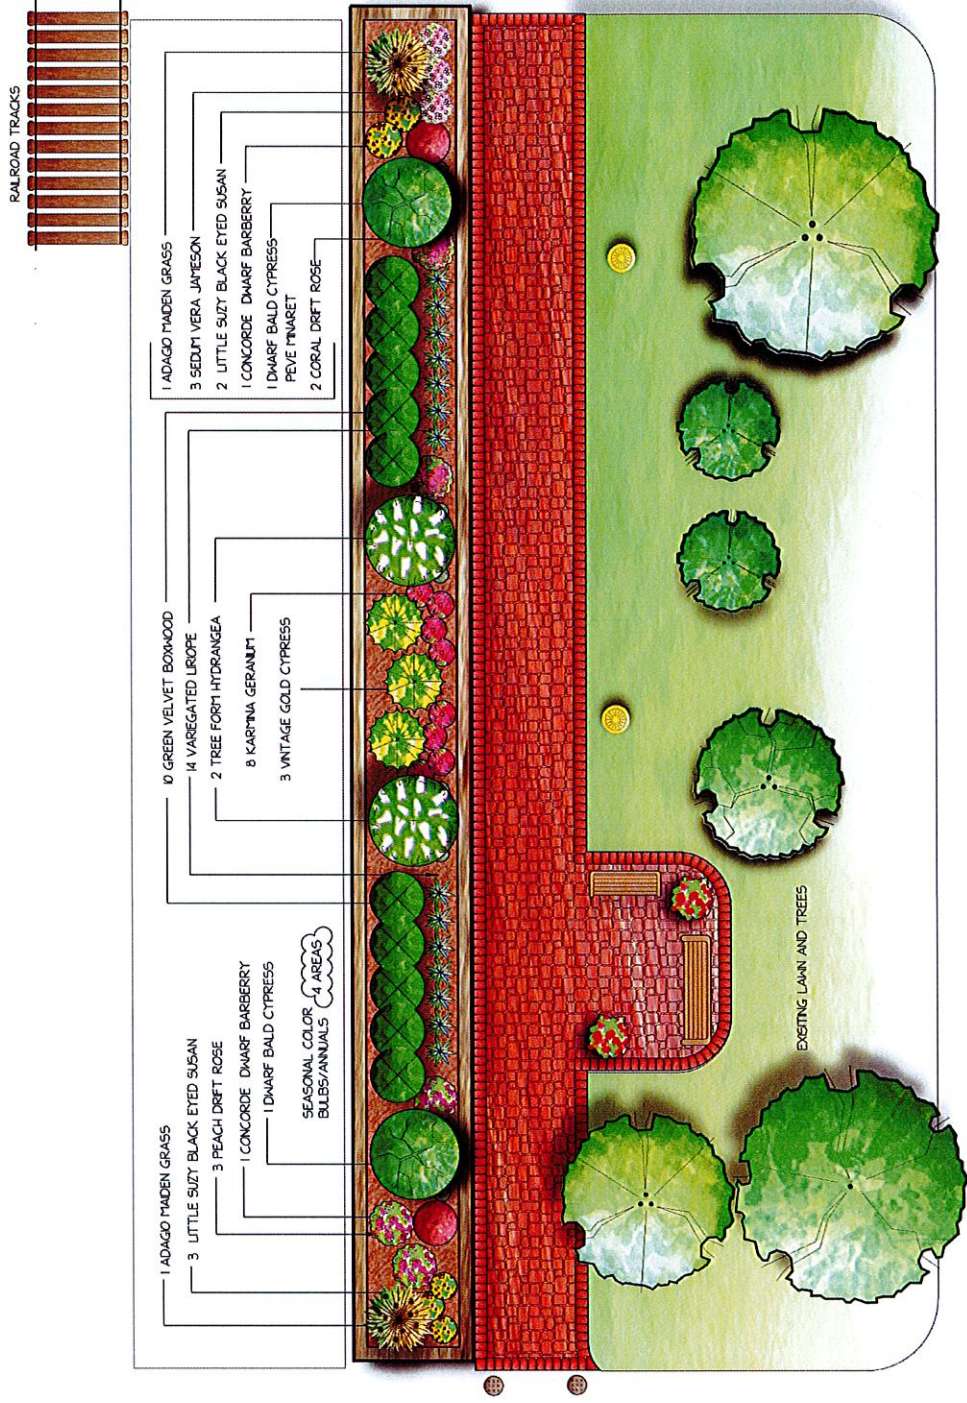 RAILROAD TRACKS
1 ADAGIO MAIDEN GRASS
3 SEDUM VERA JAMESON
2 LITTLE SUZY BLACK EYED SUSAN
1 CONCORDE DWARF BARBERRY
1 DWARF BALD CYPRESS
PEVE MINARET
2 CORAL DRIFT ROSE
10 GREEN VELVET BOXWOOD
14 VARIEGATED LIRIOPE
2 TREE FORM HYDRANGEA
8 KARMINA GERANIUM
3 VINTAGE GOLD CYPRESS
1 ADAGIO MAIDEN GRASS
3 LITTLE SUZY BLACK EYED SUSAN
3 PEACH DRIFT ROSE
1 CONCORDE DWARF BARBERRY
1 DWARF BALD CYPRESS
SEASONAL COLOR
BULBS/ANNUALS
4 AREAS
EXISTING LAWN AND TREES